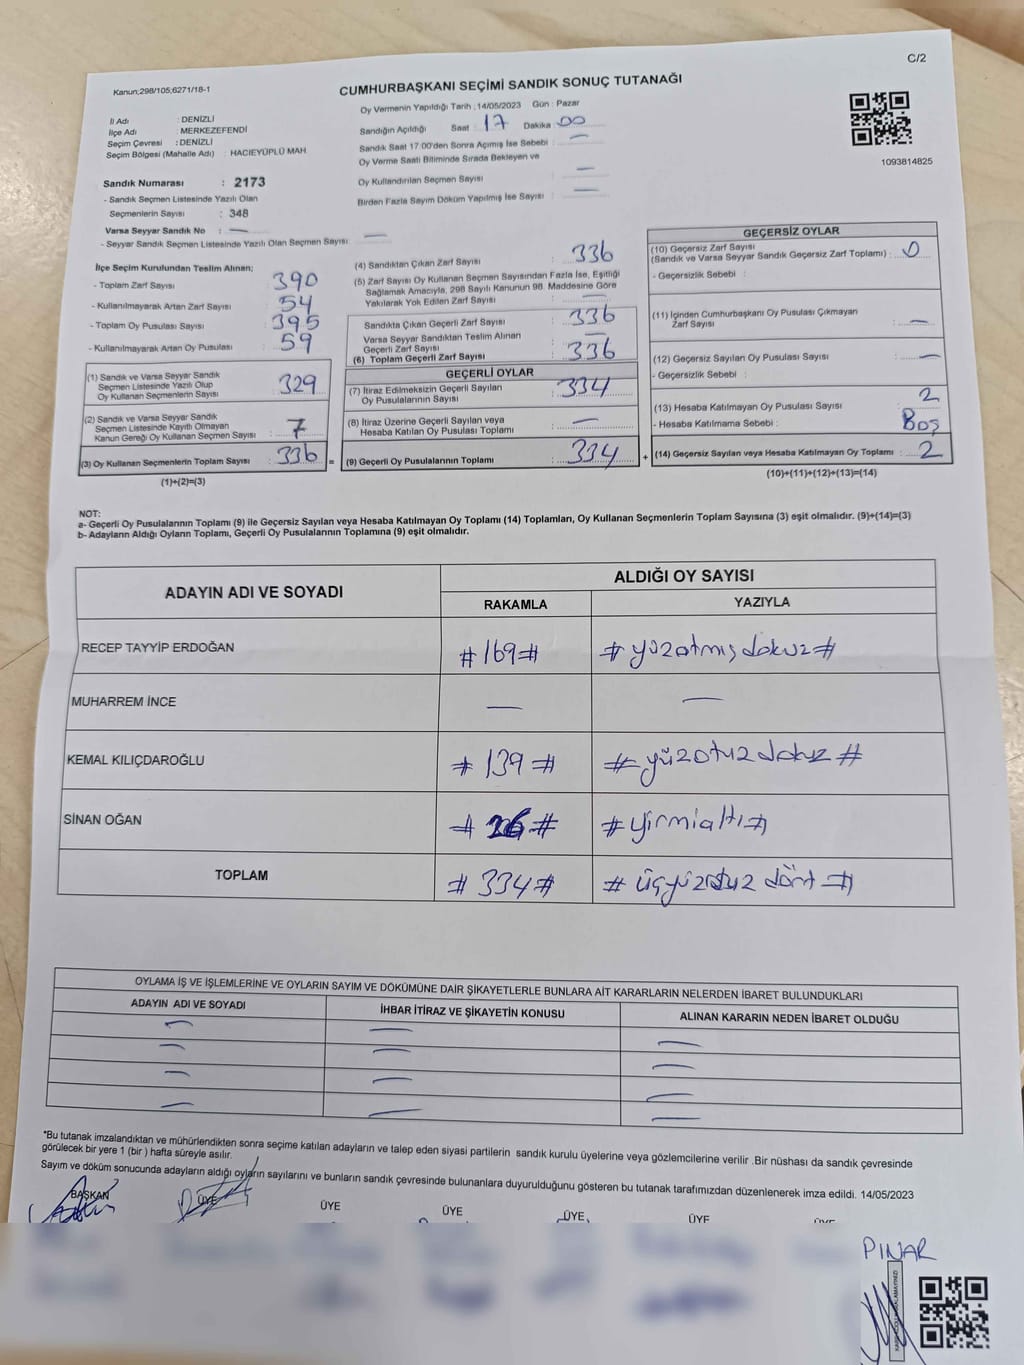 C/2
Kanun;298/105,6271/18-1
CUMHURBAŞKANI SEÇİMİ SANDIK SONUÇ TUTANAĞI
Oy Vermenin Yapıldığı Tarih : 14/05/2023 Gün : Pazar
İl Adı : DENİZLİ
İlçe Adı : MERKEZEFENDİ
Seçim Çevresi : DENİZLİ
Seçim Bölgesi (Mahalle Adı) : HACIEYÜPLÜ MAH.
Sandığın Açıldığı Saat : 17 Dakika : 00
Sandık Saat 17:00'den Sonra Açımış İse Sebebi : —
Oy Verme Saati Bitiminde Sırada Bekleyen ve
Oy Kullandırılan Seçmen Sayısı : —
Birden Fazla Sayım Döküm Yapılmış İse Sayısı : —
1093814825
Sandık Numarası : 2173
- Sandık Seçmen Listesinde Yazılı Olan
Seçmenlerin Sayısı : 348
Varsa Seyyar Sandık No : —
- Seyyar Sandık Seçmen Listesinde Yazılı Olan Seçmen Sayısı : —
İlçe Seçim Kurulundan Teslim Alınan;
- Toplam Zarf Sayısı : 390
- Kullanılmayarak Artan Zarf Sayısı : 54
- Toplam Oy Pusulası Sayısı : 395
- Kullanılmayarak Artan Oy Pusulası : 59
(1) Sandık ve Varsa Seyyar Sandık
Seçmen Listesinde Yazılı Olup
Oy Kullanan Seçmenlerin Sayısı : 329
(2) Sandık ve Varsa Seyyar Sandık
Seçmen Listesinde Kayıtlı Olmayan
Kanun Gereği Oy Kullanan Seçmen Sayısı : 7
(3) Oy Kullanan Seçmenlerin Toplam Sayısı : 336 =
(1)+(2)=(3)
(4) Sandıktan Çıkan Zarf Sayısı : 336
(5) Zarf Sayısı Oy Kullanan Seçmen Sayısından Fazla İse, Eşitliği
Sağlamak Amacıyla, 298 Sayılı Kanunun 98. Maddesine Göre
Yakılarak Yok Edilen Zarf Sayısı : —
Sandıkta Çıkan Geçerli Zarf Sayısı : 336
Varsa Seyyar Sandıktan Teslim Alınan
Geçerli Zarf Sayısı : —
(6) Toplam Geçerli Zarf Sayısı : 336
GEÇERLİ OYLAR
(7) İtiraz Edilmeksizin Geçerli Sayılan
Oy Pusulalarının Sayısı : 334
(8) İtiraz Üzerine Geçerli Sayılan veya
Hesaba Katılan Oy Pusulası Toplamı : —
(9) Geçerli Oy Pusulalarının Toplamı : 334 +
GEÇERSİZ OYLAR
(10) Geçersiz Zarf Sayısı
(Sandık ve Varsa Seyyar Sandık Geçersiz Zarf Toplamı) : 0
- Geçersizlik Sebebi :
(11) İçinden Cumhurbaşkanı Oy Pusulası Çıkmayan
Zarf Sayısı : —
(12) Geçersiz Sayılan Oy Pusulası Sayısı : —
- Geçersizlik Sebebi :
(13) Hesaba Katılmayan Oy Pusulası Sayısı : 2
- Hesaba Katılmama Sebebi : Boş
(14) Geçersiz Sayılan veya Hesaba Katılmayan Oy Toplamı : 2
(10)+(11)+(12)+(13)=(14)
NOT:
a- Geçerli Oy Pusulalarının Toplamı (9) ile Geçersiz Sayılan veya Hesaba Katılmayan Oy Toplamı (14) Toplamları, Oy Kullanan Seçmenlerin Toplam Sayısına (3) eşit olmalıdır. (9)+(14)=(3)
b- Adayların Aldığı Oyların Toplamı, Geçerli Oy Pusulalarının Toplamına (9) eşit olmalıdır.
ADAYIN ADI VE SOYADI ALDIĞI OY SAYISI
RAKAMLA YAZIYLA
RECEP TAYYİP ERDOĞAN #169# #yüzatmışdokuz#
MUHARREM İNCE — —
KEMAL KILIÇDAROĞLU #139# #yüzotuzdokuz#
SİNAN OĞAN #26# #yirmialtı#
TOPLAM #334# #üçyüzotuzdört#
OYLAMA İŞ VE İŞLEMLERİNE VE OYLARIN SAYIM VE DÖKÜMÜNE DAİR ŞİKAYETLERLE BUNLARA AİT KARARLARIN NELERDEN İBARET BULUNDUKLARI
ADAYIN ADI VE SOYADI İHBAR İTİRAZ VE ŞİKAYETİN KONUSU ALINAN KARARIN NEDEN İBARET OLDUĞU
— — —
— — —
— — —
— — —
*Bu tutanak imzalandıktan ve mühürlendikten sonra seçime katılan adayların ve talep eden siyasi partilerin sandık kurulu üyelerine veya gözlemcilerine verilir .Bir nüshası da sandık çevresinde
görülecek bir yere 1 (bir ) hafta süreyle asılır.
Sayım ve döküm sonucunda adayların aldığı oyların sayılarını ve bunların sandık çevresinde bulunanlara duyurulduğunu gösteren bu tutanak tarafımızdan düzenlenerek imza edildi. 14/05/2023
BAŞKAN ÜYE ÜYE ÜYE ÜYE ÜYE ÜYE
PINAR